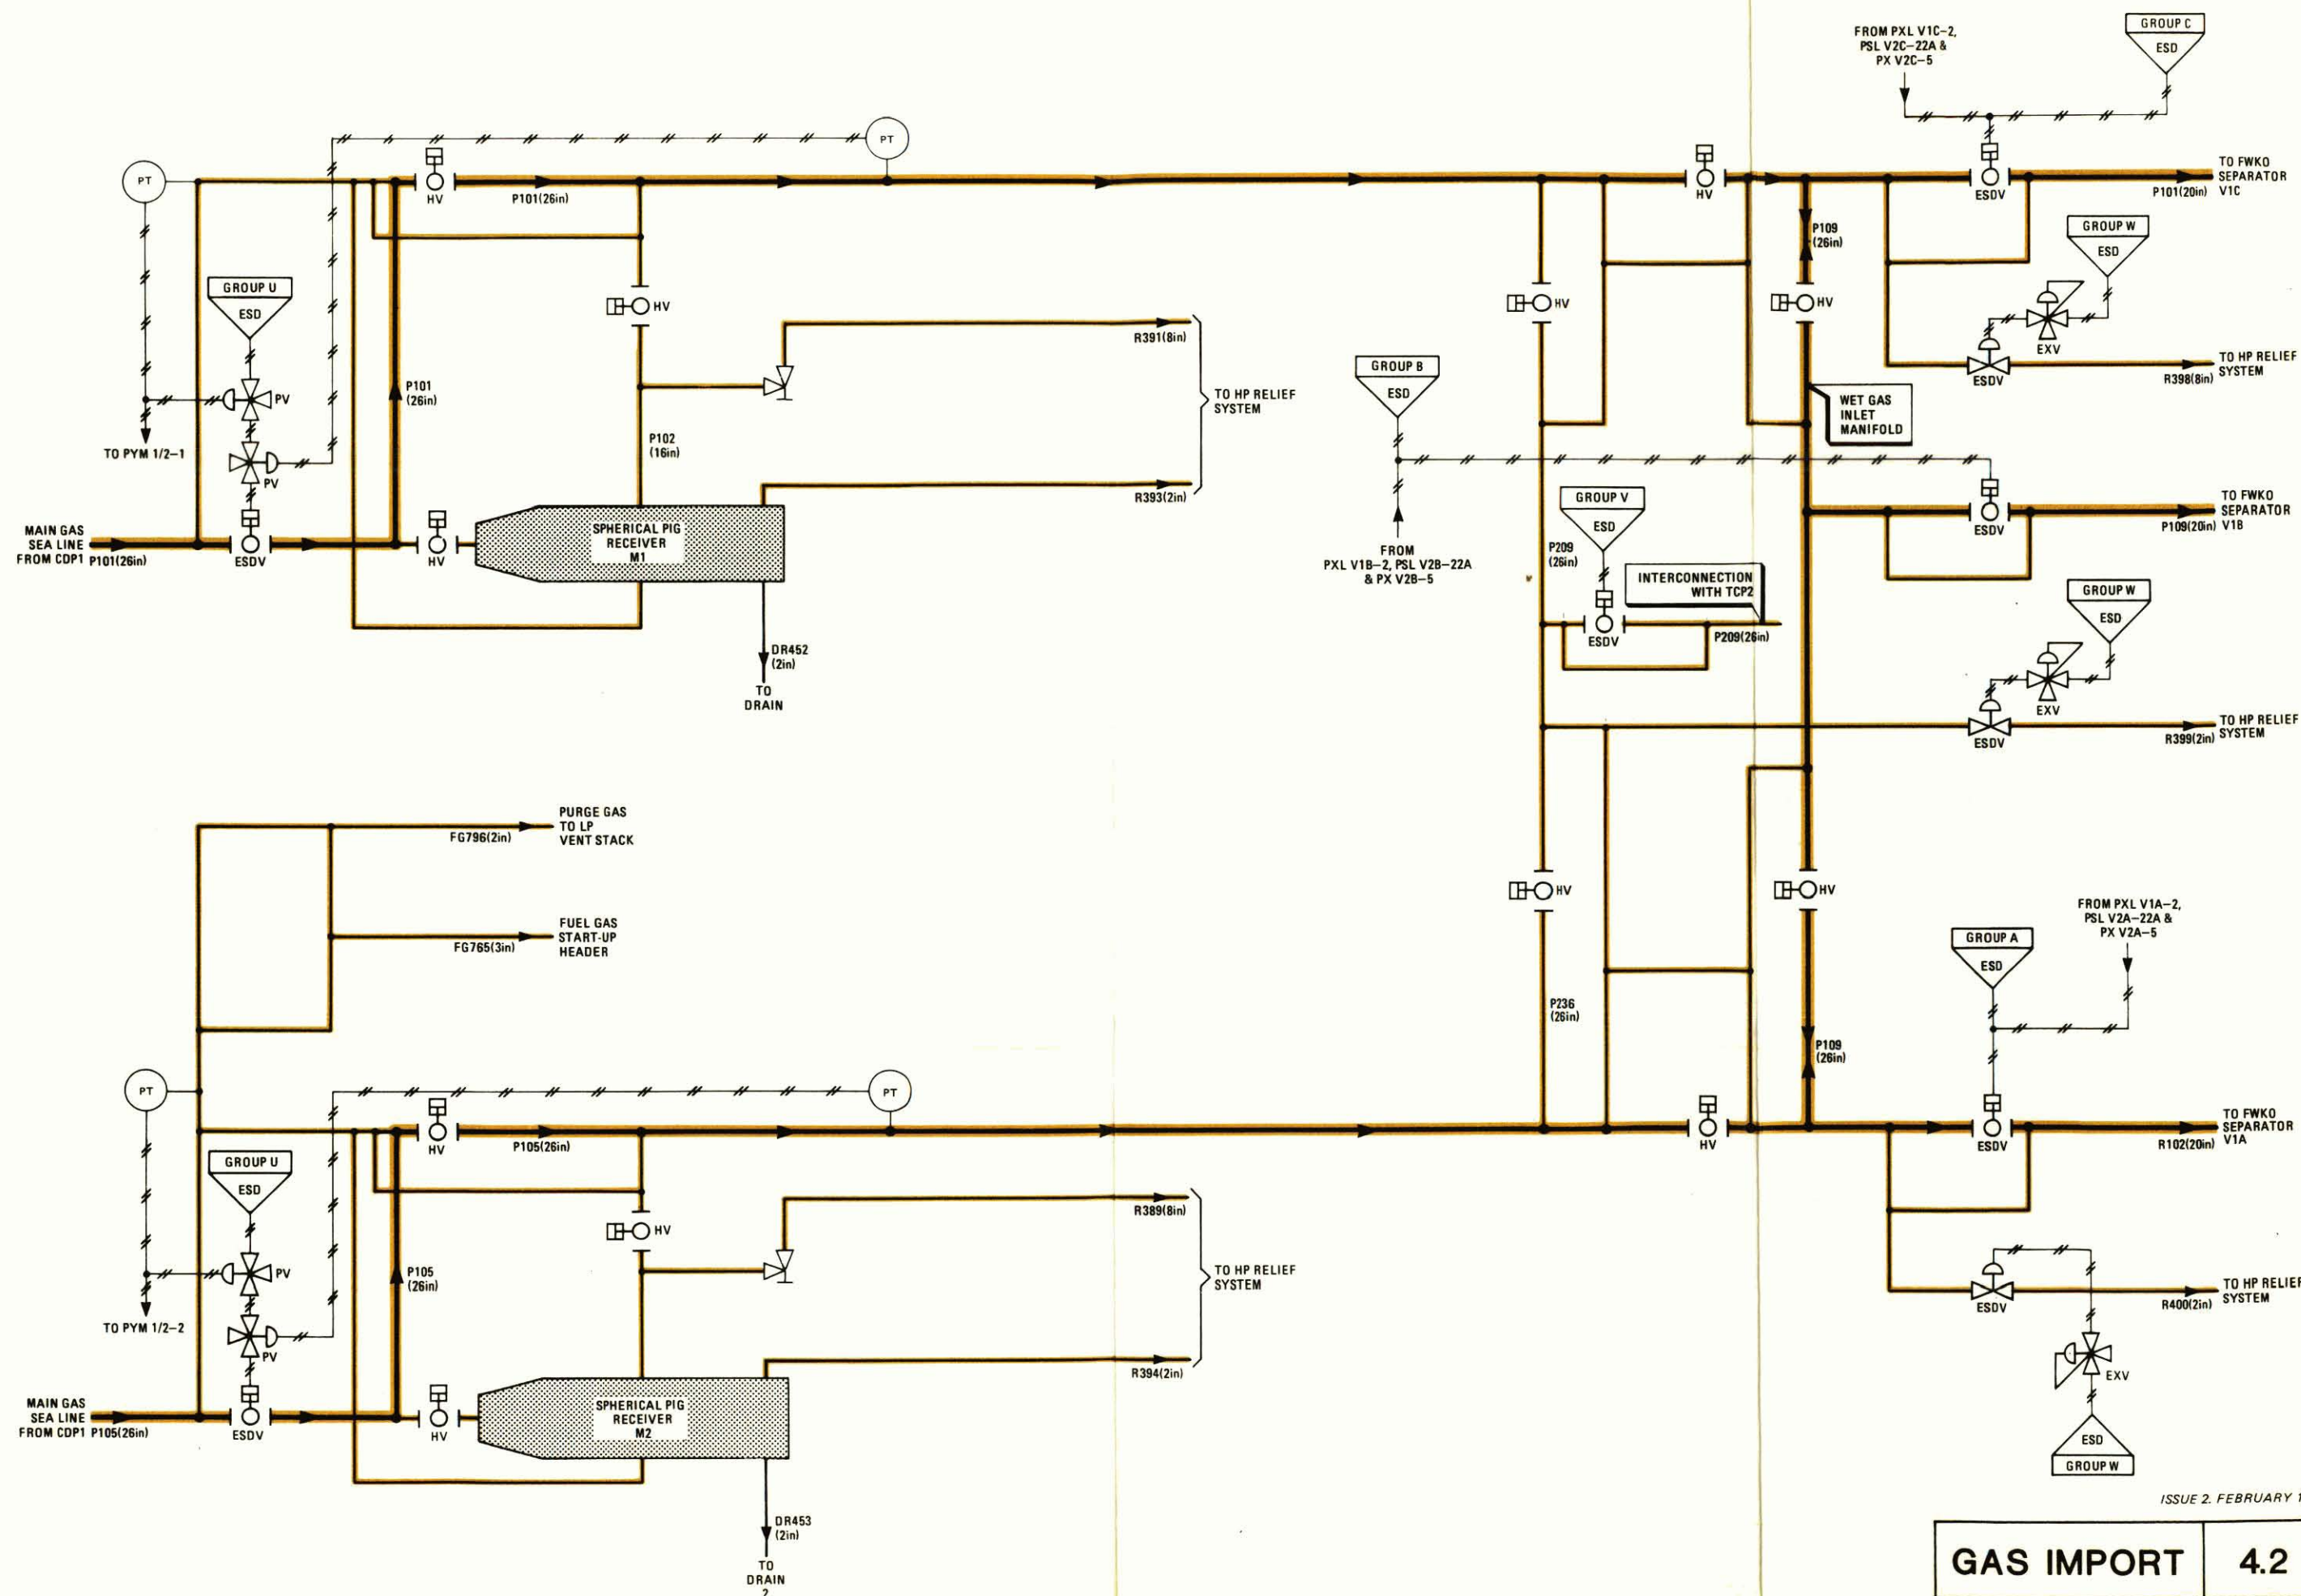 FROM PXL V1C-2,
PSL V2C-22A &
PX V2C-5
GROUP C
ESD
PT
PT
HV
P101(26in)
HV
ESDV
TO FWKO
SEPARATOR
V1C
P101(20in)
P109
(26in)
GROUP W
ESD
EXV
ESDV
TO HP RELIEF
SYSTEM
R398(8in)
GROUP U
ESD
PV
PV
TO PYM 1/2-1
P101
(26in)
HV
HV
HV
R391(8in)
TO HP RELIEF
SYSTEM
R393(2in)
P102
(16in)
GROUP B
ESD
WET GAS
INLET
MANIFOLD
MAIN GAS
SEA LINE
FROM CDP1 P101(26in)
ESDV
HV
SPHERICAL PIG
RECEIVER
M1
FROM
PXL V1B-2, PSL V2B-22A
& PX V2B-5
GROUP V
ESD
P209
(26in)
INTERCONNECTION
WITH TCP2
ESDV
P209(26in)
ESDV
TO FWKO
SEPARATOR
V1B
P109(20in)
GROUP W
ESD
EXV
ESDV
TO HP RELIEF
SYSTEM
R399(2in)
DR452
(2in)
TO
DRAIN
PURGE GAS
TO LP
VENT STACK
FG796(2in)
FUEL GAS
START-UP
HEADER
FG765(3in)
HV
HV
P236
(26in)
P109
(26in)
FROM PXL V1A-2,
PSL V2A-22A &
PX V2A-5
GROUP A
ESD
PT
PT
HV
P105(26in)
HV
ESDV
TO FWKO
SEPARATOR
V1A
R102(20in)
GROUP U
ESD
PV
PV
TO PYM 1/2-2
P105
(26in)
HV
R389(8in)
TO HP RELIEF
SYSTEM
R394(2in)
ESDV
TO HP RELIEF
SYSTEM
R400(2in)
EXV
ESD
GROUP W
MAIN GAS
SEA LINE
FROM CDP1 P105(26in)
ESDV
HV
SPHERICAL PIG
RECEIVER
M2
DR453
(2in)
TO
DRAIN
2
ISSUE 2. FEBRUARY 1
GAS IMPORT
4.2